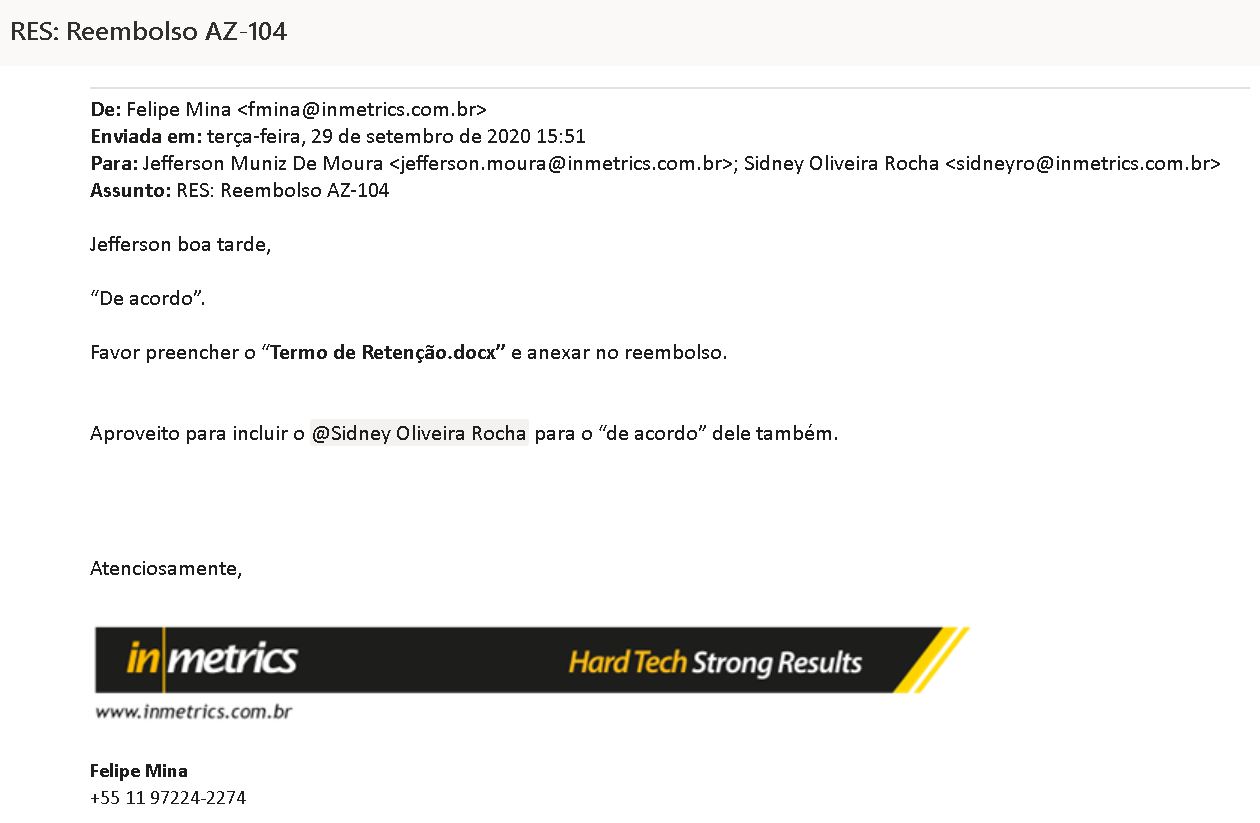 RES: Reembolso AZ-104
De: Felipe Mina <fmina@inmetrics.com.br>
Enviada em: terça-feira, 29 de setembro de 2020 15:51
Para: Jefferson Muniz De Moura <jefferson.moura@inmetrics.com.br>; Sidney Oliveira Rocha <sidneyro@inmetrics.com.br>
Assunto: RES: Reembolso AZ-104
Jefferson boa tarde,
“De acordo”.
Favor preencher o “Termo de Retenção.docx” e anexar no reembolso.
Aproveito para incluir o @Sidney Oliveira Rocha para o “de acordo” dele também.
Atenciosamente,
inmetrics Hard Tech Strong Results
www.inmetrics.com.br
Felipe Mina
+55 11 97224-2274